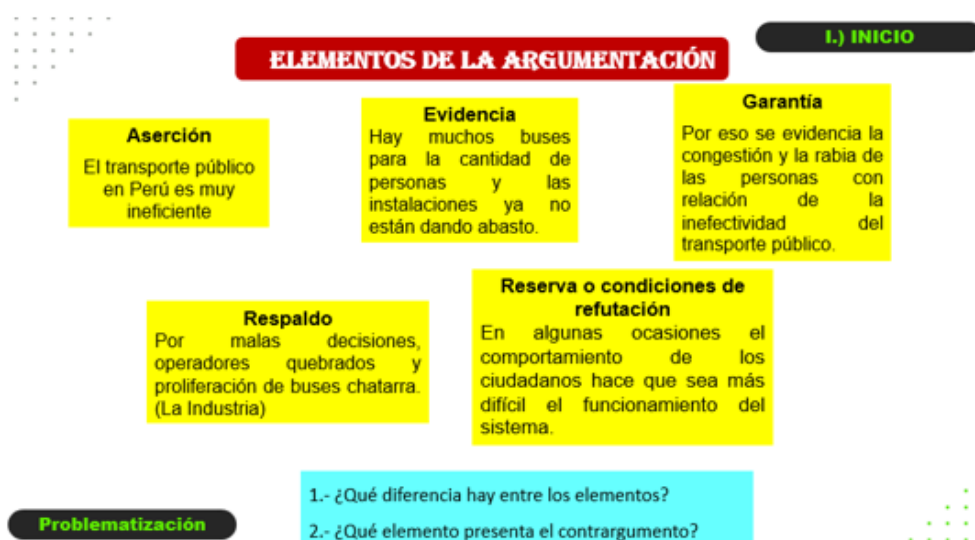 I.) INICIO
ELEMENTOS DE LA ARGUMENTACIÓN
Aserción
El transporte público
en Perú es muy
ineficiente
Evidencia
Hay muchos buses
para la cantidad de
personas y las
instalaciones ya no
están dando abasto.
Garantía
Por eso se evidencia la
congestión y la rabia de
las personas con
relación de la
inefectividad del
transporte público.
Respaldo
Por malas decisiones,
operadores quebrados y
proliferación de buses chatarra.
(La Industria)
Reserva o condiciones de
refutación
En algunas ocasiones el
comportamiento de los
ciudadanos hace que sea más
difícil el funcionamiento del
sistema.
1.- ¿Qué diferencia hay entre los elementos?
2.- ¿Qué elemento presenta el contrargumento?
Problematización